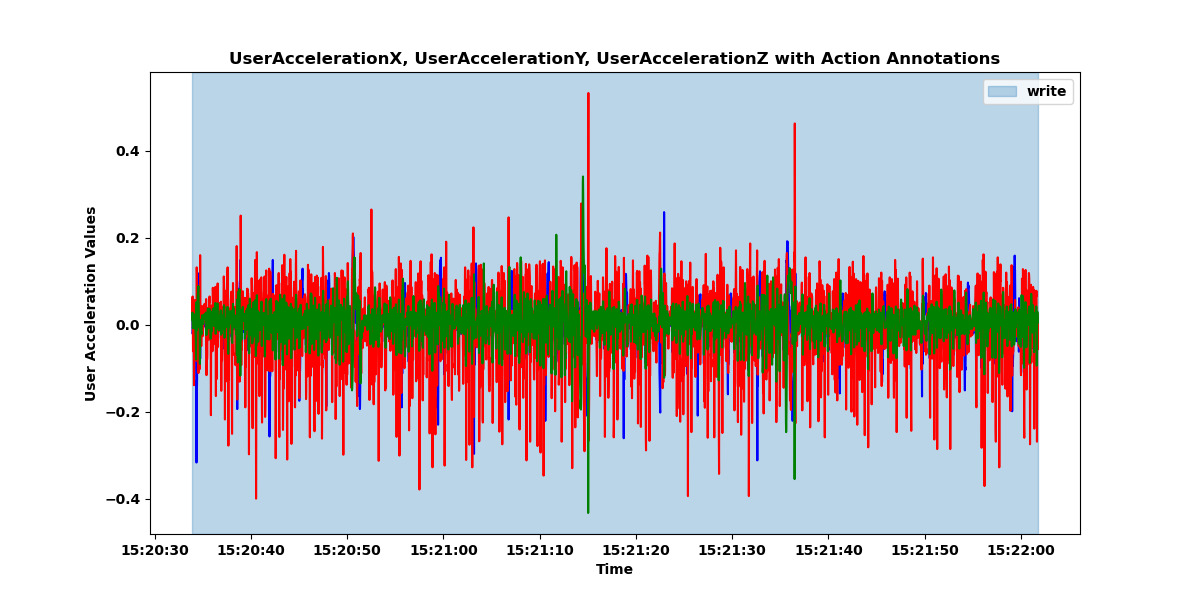 UserAccelerationX, UserAccelerationY, UserAccelerationZ with Action Annotations
write
User Acceleration Values
0.4
0.2
0.0
−0.2
−0.4
15:20:30 15:20:40 15:20:50 15:21:00 15:21:10 15:21:20 15:21:30 15:21:40 15:21:50 15:22:00
Time